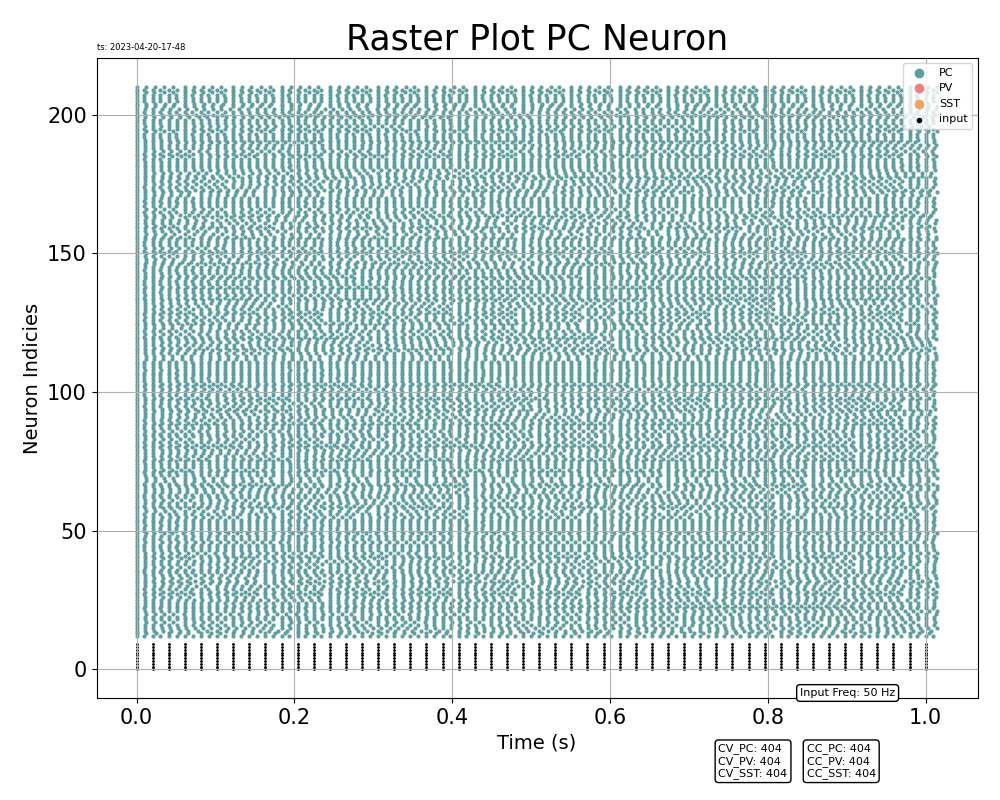 Raster Plot PC Neuron
ts: 2023-04-20-17-48
PC
PV
SST
input
200
150
100
50
0
Neuron Indicies
Input Freq: 50 Hz
0.0 0.2 0.4 0.6 0.8 1.0
Time (s)
CV_PC: 404
CV_PV: 404
CV_SST: 404
CC_PC: 404
CC_PV: 404
CC_SST: 404